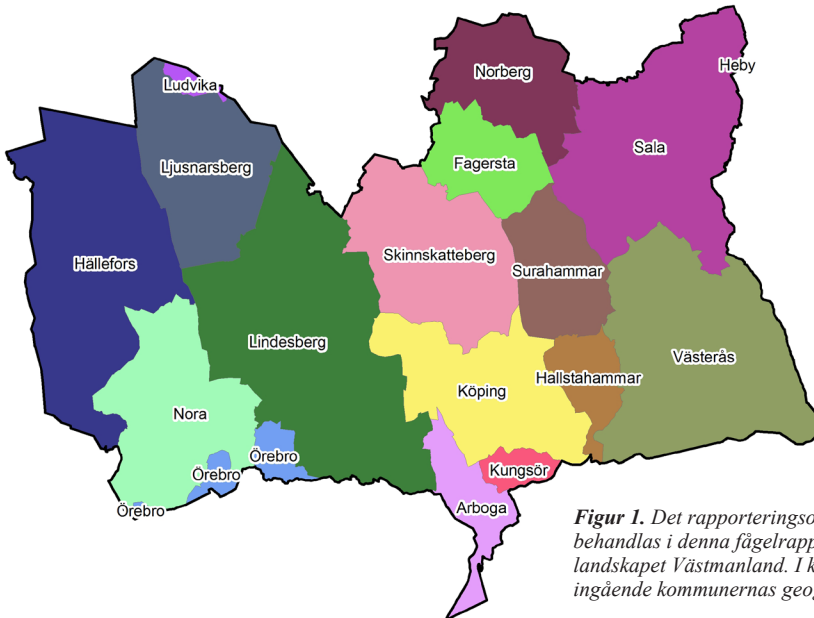 Heby
Norberg
Ludvika
Sala
Fagersta
Ljusnarsberg
Skinnskatteberg
Hällefors
Surahammar
Lindesberg
Västerås
Hallstahammar
Köping
Nora
Örebro
Örebro
Kungsör
Örebro
Arboga
Figur 1. Det rapporteringso
behandlas i denna fågelrapp
landskapet Västmanland. I k
ingående kommunernas geog